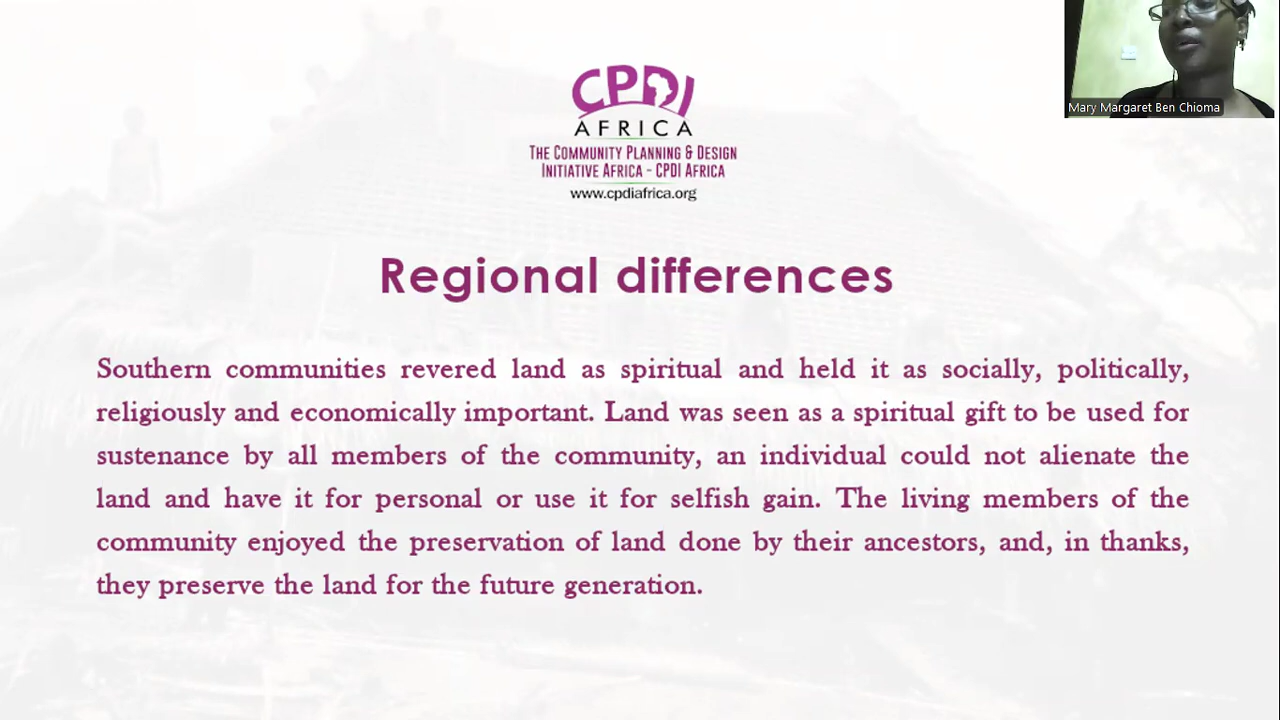 CPDI
AFRICA
THE COMMUNITY PLANNING & DESIGN
INITIATIVE AFRICA - CPDI AFRICA
www.cpdiafrica.org
Mary Margaret Ben Chioma
Regional differences
Southern communities revered land as spiritual and held it as socially, politically,
religiously and economically important. Land was seen as a spiritual gift to be used for
sustenance by all members of the community, an individual could not alienate the
land and have it for personal or use it for selfish gain. The living members of the
community enjoyed the preservation of land done by their ancestors, and, in thanks,
they preserve the land for the future generation.